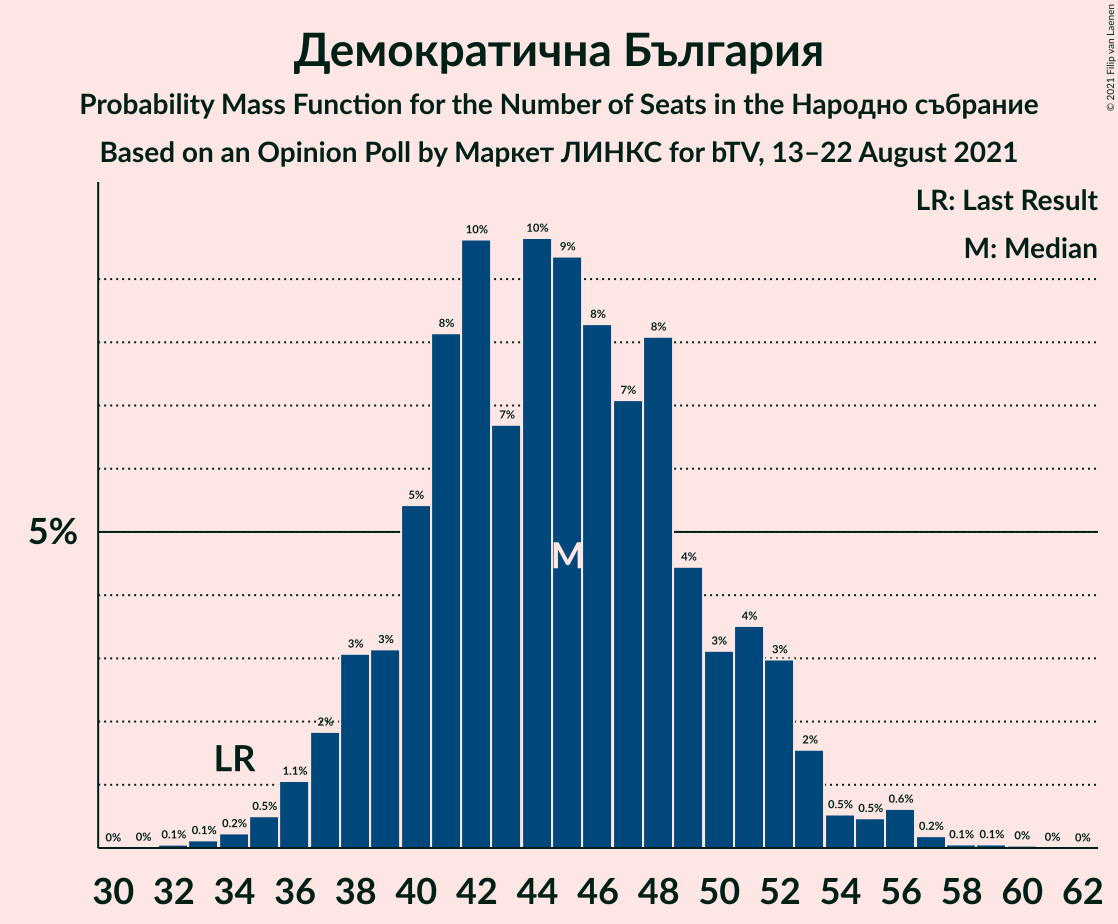 Демократична България
Probability Mass Function for the Number of Seats in the Народно събрание
Based on an Opinion Poll by Маркет ЛИНКС for bTV, 13–22 August 2021
© 2021 Filip van Laenen
LR: Last Result
M: Median
5%
0% 0% 0.1% 0.1% 0.2% 0.5% 1.1% 2% 3% 3% 5% 8% 10% 7% 10% 9% 8% 7% 8% 4% 3% 4% 3% 2% 0.5% 0.5% 0.6% 0.2% 0.1% 0.1% 0% 0% 0%
LR
M
30 32 34 36 38 40 42 44 46 48 50 52 54 56 58 60 62